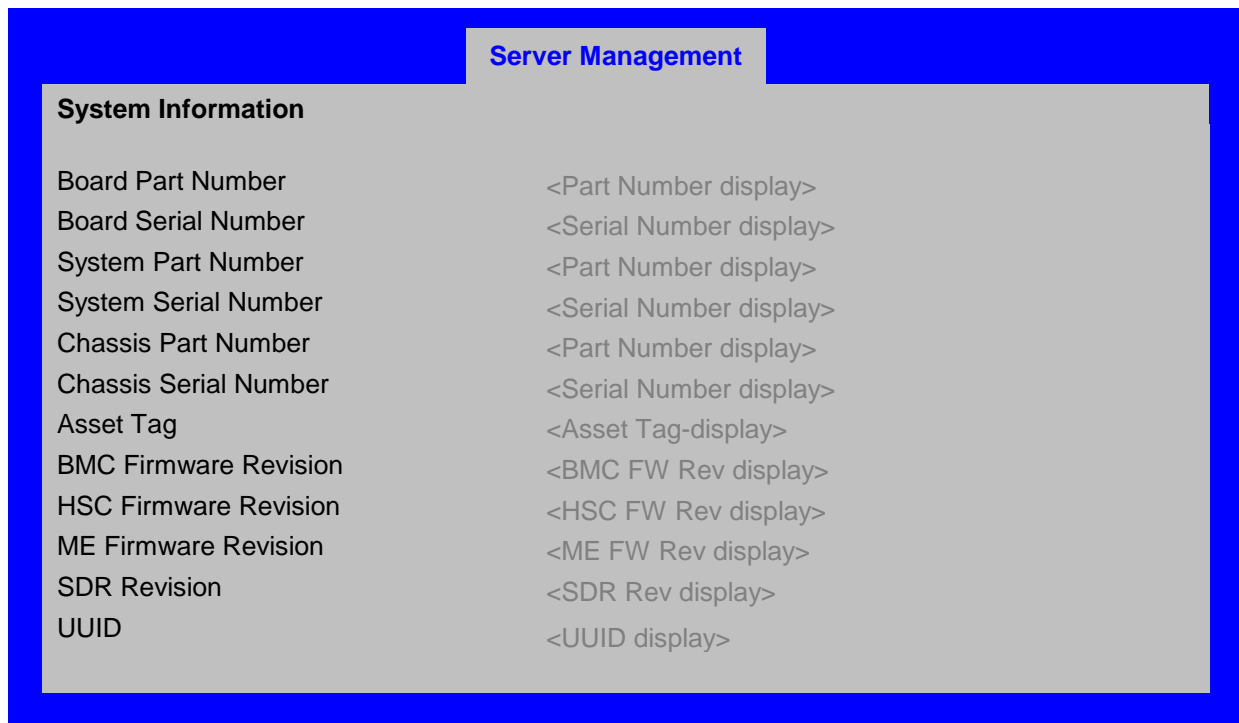 Server Management
System Information
Board Part Number <Part Number display>
Board Serial Number <Serial Number display>
System Part Number <Part Number display>
System Serial Number <Serial Number display>
Chassis Part Number <Part Number display>
Chassis Serial Number <Serial Number display>
Asset Tag <Asset Tag-display>
BMC Firmware Revision <BMC FW Rev display>
HSC Firmware Revision <HSC FW Rev display>
ME Firmware Revision <ME FW Rev display>
SDR Revision <SDR Rev display>
UUID <UUID display>